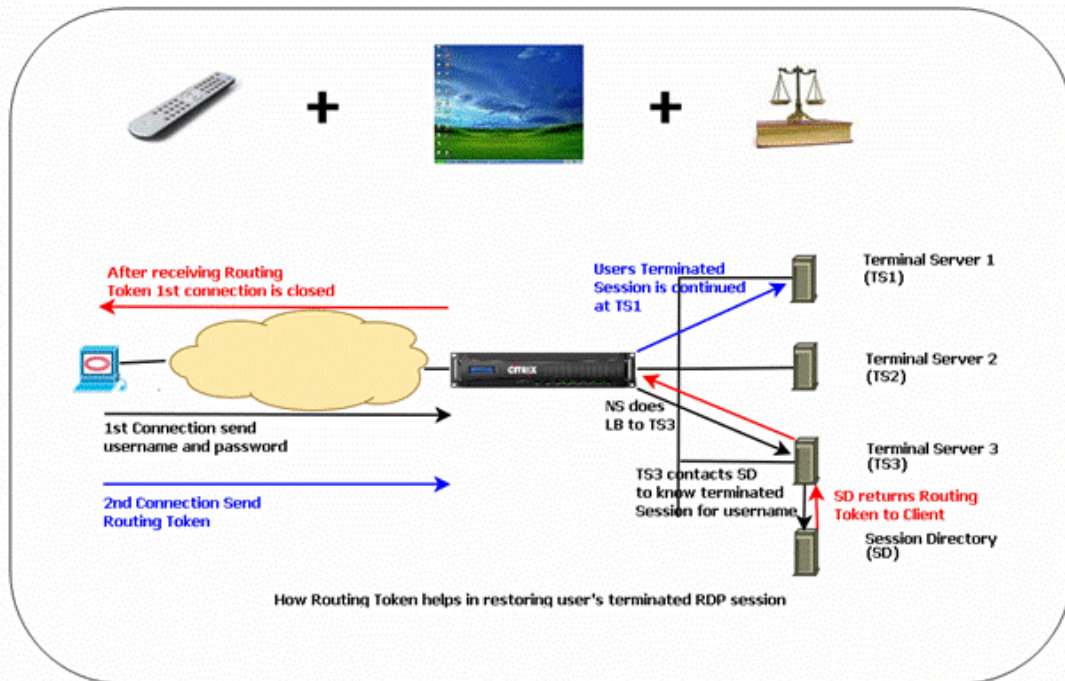 After receiving Routing
Token 1st connection is closed
Users Terminated
Session is continued
at TS1
Terminal Server 1
(TS1)
CITRIX
Terminal Server 2
(TS2)
1st Connection send
username and password
NS does
LB to TS3
Terminal Server 3
(TS3)
2nd Connection Send
Routing Token
TS3 contacts SD
to know terminated
Session for username
SD returns Routing
Token to Client
Session Directory
(SD)
How Routing Token helps in restoring user's terminated RDP session